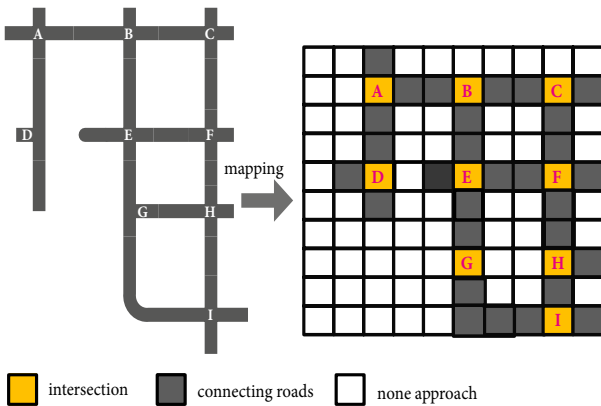 A B C
D E F
G H
I
mapping
A B C
D E F
G H
I
intersection connecting roads none approach